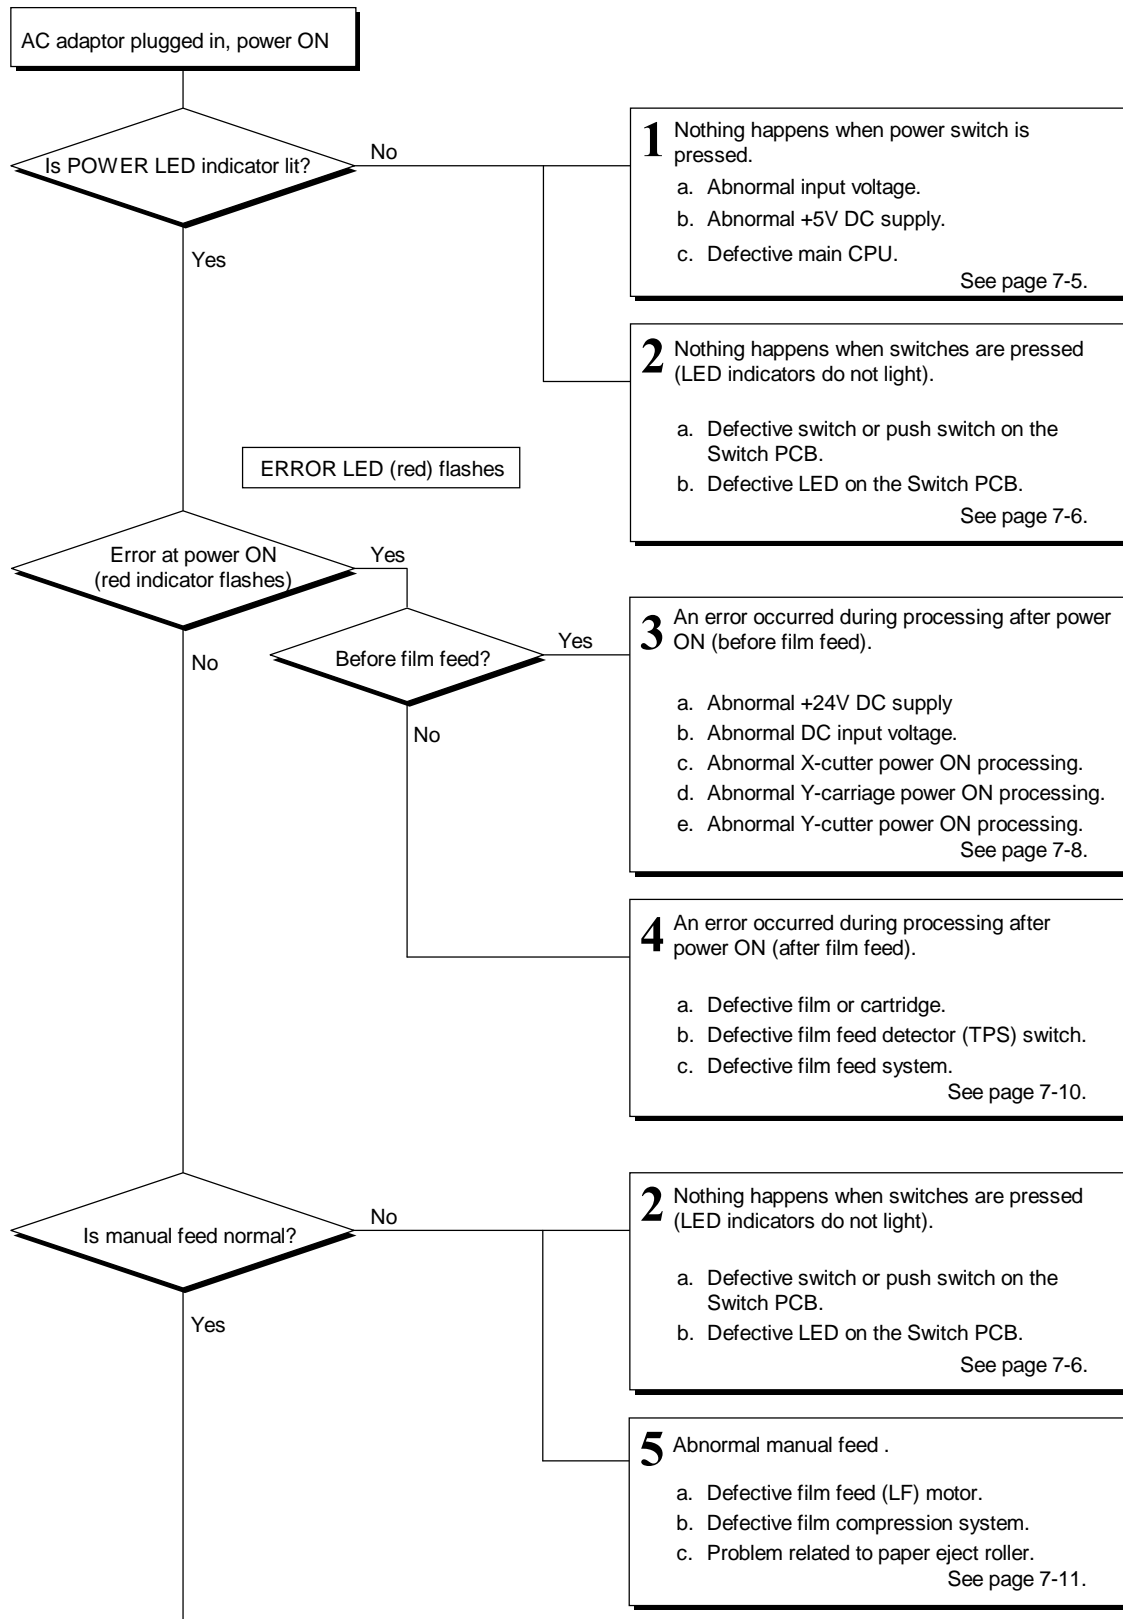 AC adaptor plugged in, power ON
Is POWER LED indicator lit?
No
Yes
1 Nothing happens when power switch is
pressed.
a. Abnormal input voltage.
b. Abnormal +5V DC supply.
c. Defective main CPU.
See page 7-5.
2 Nothing happens when switches are pressed
(LED indicators do not light).
a. Defective switch or push switch on the
Switch PCB.
b. Defective LED on the Switch PCB.
See page 7-6.
ERROR LED (red) flashes
Error at power ON
(red indicator flashes)
Yes
No
Before film feed?
Yes
No
3 An error occurred during processing after power
ON (before film feed).
a. Abnormal +24V DC supply
b. Abnormal DC input voltage.
c. Abnormal X-cutter power ON processing.
d. Abnormal Y-carriage power ON processing.
e. Abnormal Y-cutter power ON processing.
See page 7-8.
4 An error occurred during processing after
power ON (after film feed).
a. Defective film or cartridge.
b. Defective film feed detector (TPS) switch.
c. Defective film feed system.
See page 7-10.
Is manual feed normal?
No
Yes
2 Nothing happens when switches are pressed
(LED indicators do not light).
a. Defective switch or push switch on the
Switch PCB.
b. Defective LED on the Switch PCB.
See page 7-6.
5 Abnormal manual feed .
a. Defective film feed (LF) motor.
b. Defective film compression system.
c. Problem related to paper eject roller.
See page 7-11.